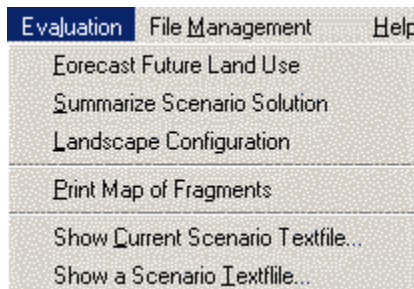 Evaluation File Management Help
Forecast Future Land Use
Summarize Scenario Solution
Landscape Configuration
Print Map of Fragments
Show Current Scenario Textfile...
Show a Scenario Textflile...